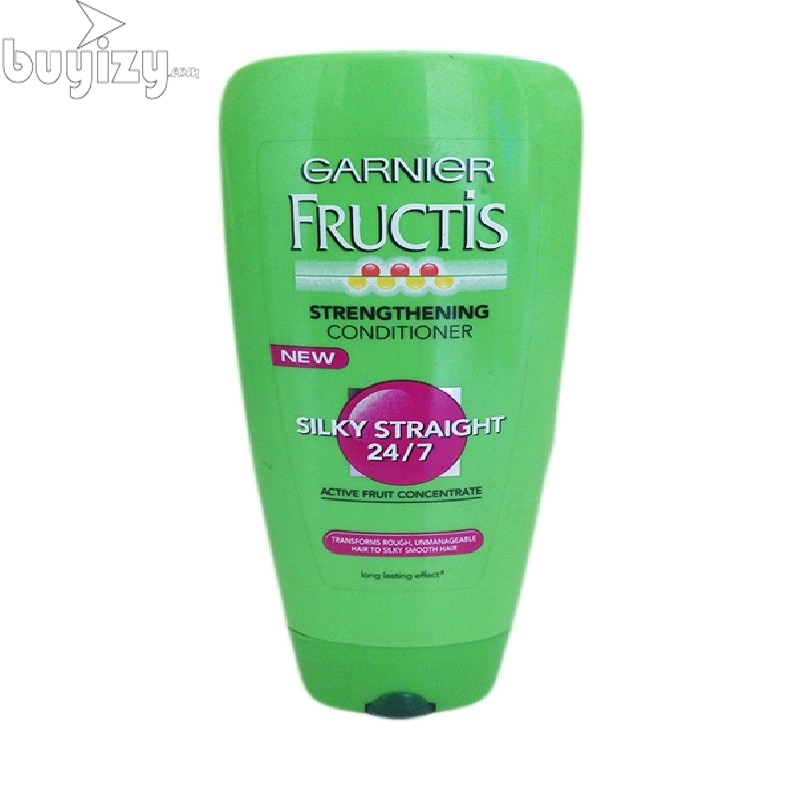 buyizy.com
GARNIER
FRUCTIS
STRENGTHENING
CONDITIONER
NEW
SILKY STRAIGHT
24/7
ACTIVE FRUIT CONCENTRATE
TRANSFORMS ROUGH, UNMANAGEABLE
HAIR TO SILKY SMOOTH HAIR
long lasting effect*